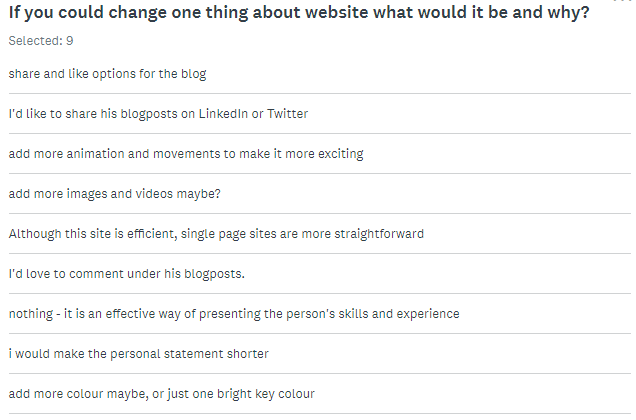 If you could change one thing about website what would it be and why?
Selected: 9
share and like options for the blog
I'd like to share his blogposts on LinkedIn or Twitter
add more animation and movements to make it more exciting
add more images and videos maybe?
Although this site is efficient, single page sites are more straightforward
I'd love to comment under his blogposts.
nothing - it is an effective way of presenting the person's skills and experience
i would make the personal statement shorter
add more colour maybe, or just one bright key colour